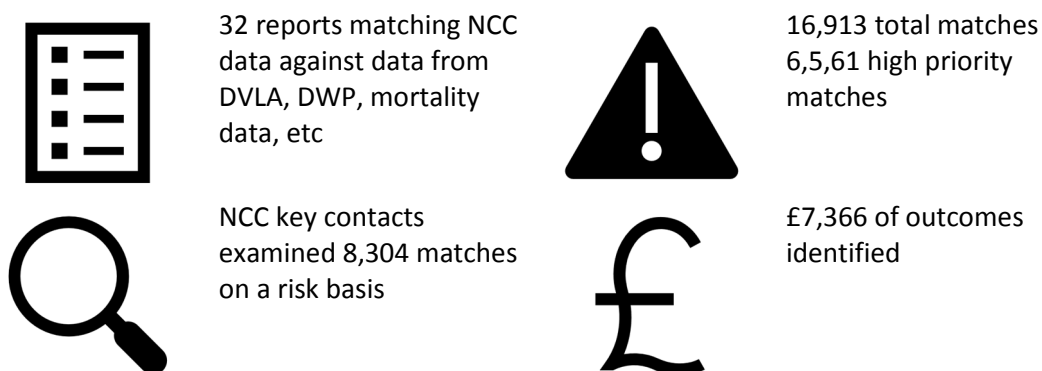 32 reports matching NCC
data against data from
DVLA, DWP, mortality
data, etc
16,913 total matches
6,5,61 high priority
matches
NCC key contacts
examined 8,304 matches
on a risk basis
£7,366 of outcomes
identified